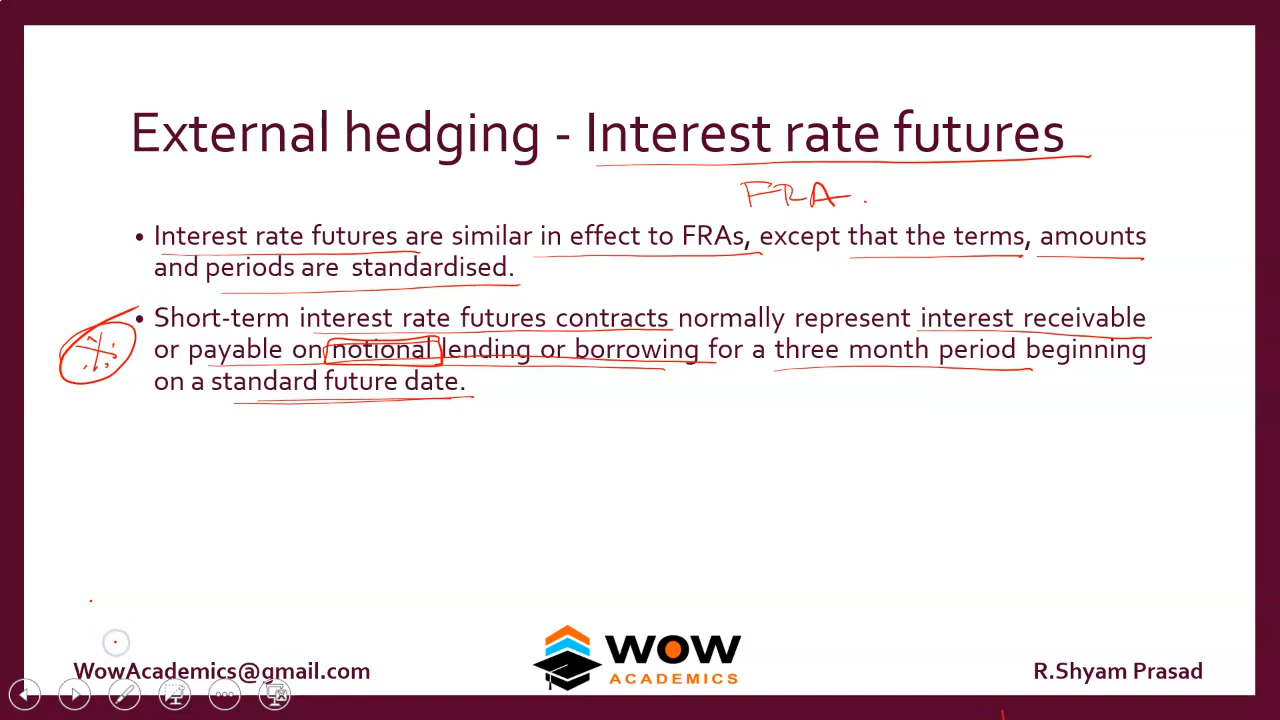 External hedging - Interest rate futures
FRA.
• Interest rate futures are similar in effect to FRAs, except that the terms, amounts
and periods are standardised.
• Short-term interest rate futures contracts normally represent interest receivable
or payable on notional lending or borrowing for a three month period beginning
on a standard future date.
WOW
ACADEMICS
WowAcademics@gmail.com
R.Shyam Prasad